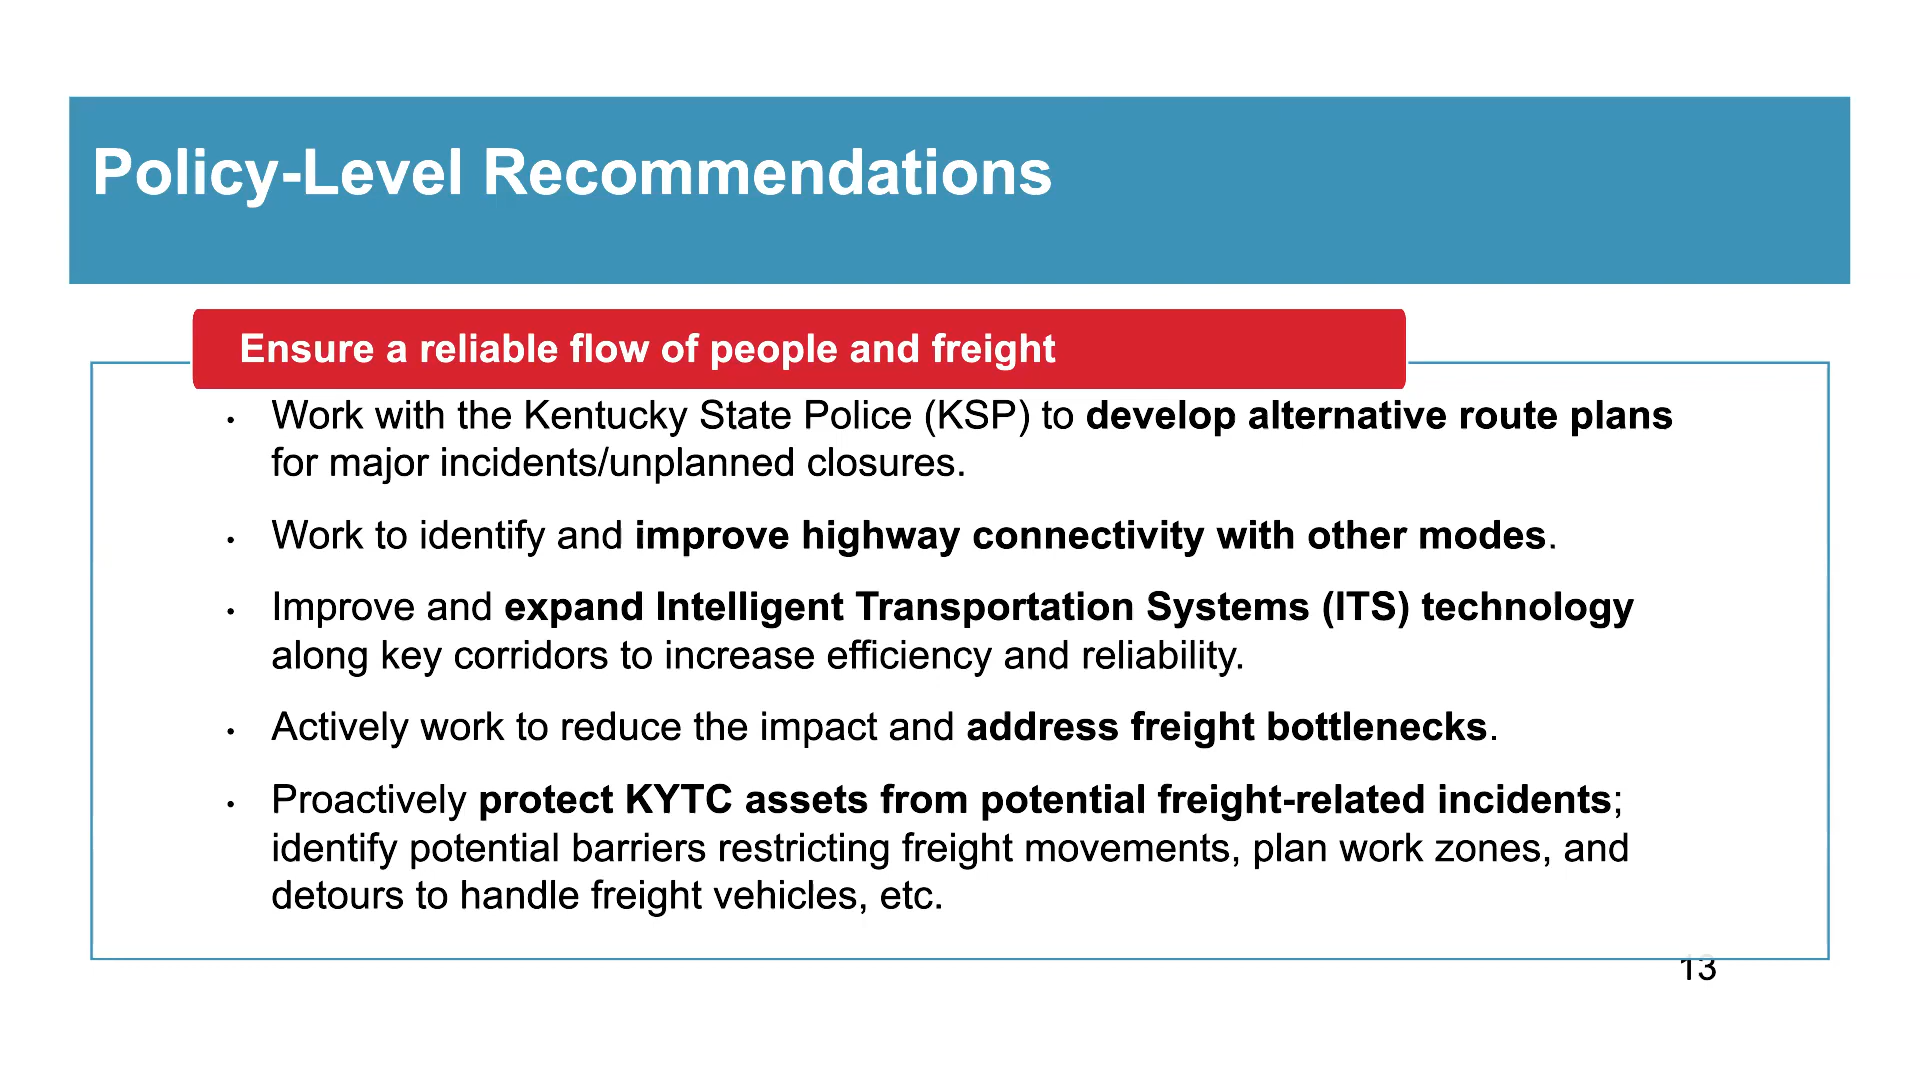 Policy-Level Recommendations
Ensure a reliable flow of people and freight
• Work with the Kentucky State Police (KSP) to develop alternative route plans
for major incidents/unplanned closures.
• Work to identify and improve highway connectivity with other modes.
• Improve and expand Intelligent Transportation Systems (ITS) technology
along key corridors to increase efficiency and reliability.
• Actively work to reduce the impact and address freight bottlenecks.
• Proactively protect KYTC assets from potential freight-related incidents;
identify potential barriers restricting freight movements, plan work zones, and
detours to handle freight vehicles, etc.
13